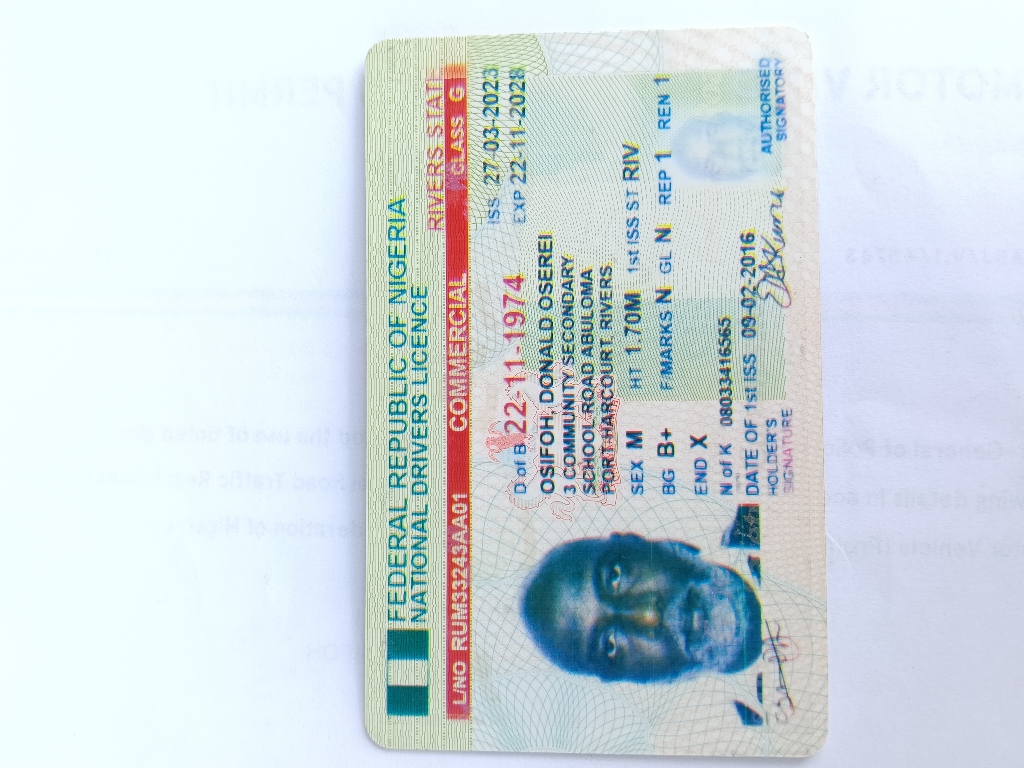 FEDERAL REPUBLIC OF NIGERIA
NATIONAL DRIVERS LICENCE
RIVERS STATE
L/NO RUM33243AA01 COMMERCIAL CLASS G
D of B 22-11-1974
ISS 27-03-2023
EXP 22-11-2028
OSIFOH, DONALD OSEREI
3 COMMUNITY SECONDARY
SCHOOL ROAD ABULOMA
PORT-HARCOURT RIVERS
SEX M HT 1.70M 1st ISS ST RIV
BG B+ F/MARKS N GL N REP 1 REN 1
END X
N of K 08033416565
DATE OF 1st ISS 09-02-2016
HOLDER'S
SIGNATURE
AUTHORISED
SIGNATORY